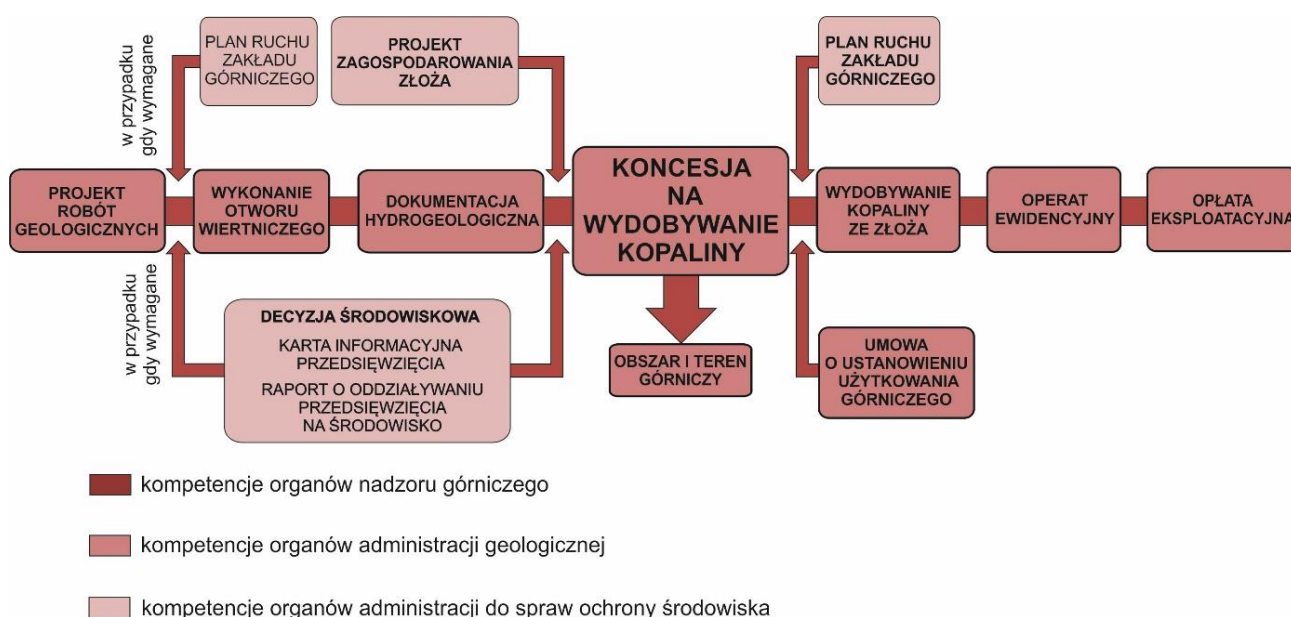 w przypadku
gdy wymagane
PLAN RUCHU
ZAKŁADU
GÓRNICZEGO
PROJEKT
ZAGOSPODAROWANIA
ZŁOŻA
PLAN RUCHU
ZAKŁADU
GÓRNICZEGO
PROJEKT
ROBÓT
GEOLOGICZNYCH
WYKONANIE
OTWORU
WIERTNICZEGO
DOKUMENTACJA
HYDROGEOLOGICZNA
KONCESJA
NA
WYDOBYWANIE
KOPALINY
WYDOBYWANIE
KOPALINY
ZE ZŁOŻA
OPERAT
EWIDENCYJNY
OPŁATA
EKSPLOATACYJNA
w przypadku
gdy wymagane
DECYZJA ŚRODOWISKOWA
KARTA INFORMACYJNA
PRZEDSIĘWZIĘCIA
RAPORT O ODDZIAŁYWANIU
PRZEDSIĘWZIĘCIA
NA ŚRODOWISKO
OBSZAR I TEREN
GÓRNICZY
UMOWA
O USTANOWIENIU
UŻYTKOWANIA
GÓRNICZEGO
kompetencje organów nadzoru górniczego
kompetencje organów administracji geologicznej
kompetencje organów administracji do spraw ochrony środowiska